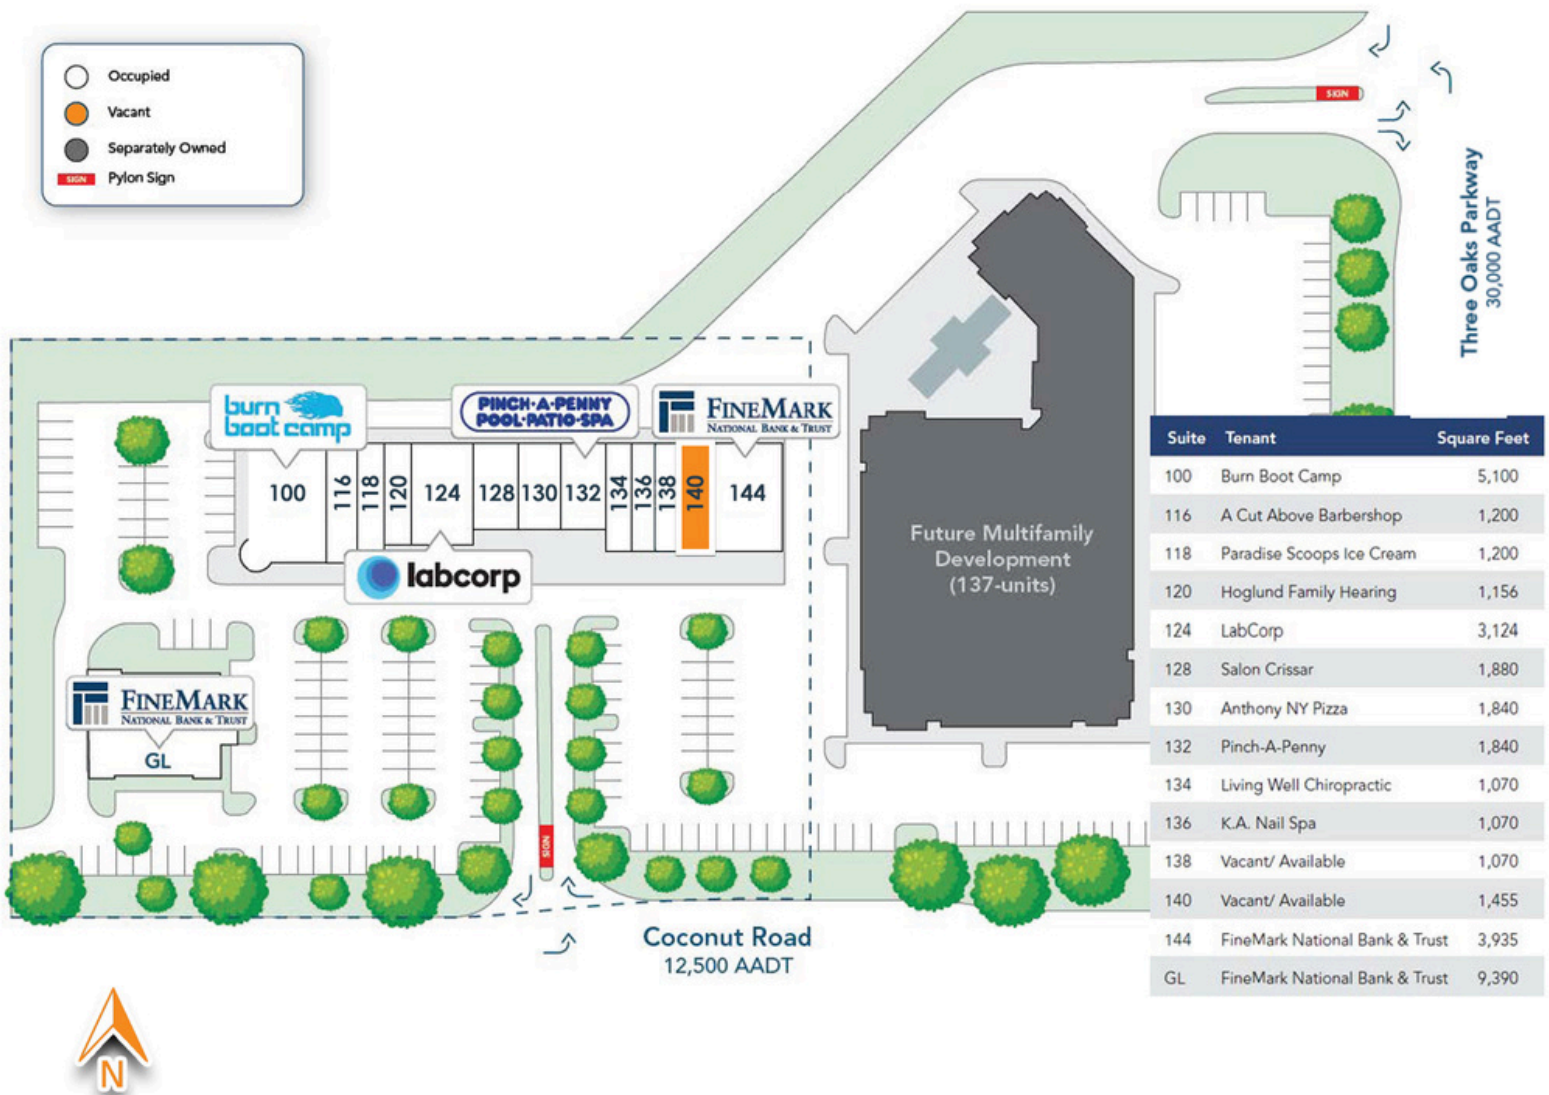 Occupied
Vacant
Separately Owned
SIGN Pylon Sign
SIGN
Three Oaks Parkway
30,000 AADT
burn
boot camp
PINCH·A·PENNY
POOL·PATIO·SPA
FINEMARK
NATIONAL BANK & TRUST
100
116
118
120
124
128
130
132
134
136
138
140
144
labcorp
Future Multifamily
Development
(137-units)
FINEMARK
NATIONAL BANK & TRUST
GL
SIGN
Coconut Road
12,500 AADT
N
Suite Tenant Square Feet
100 Burn Boot Camp 5,100
116 A Cut Above Barbershop 1,200
118 Paradise Scoops Ice Cream 1,200
120 Hoglund Family Hearing 1,156
124 LabCorp 3,124
128 Salon Crissar 1,880
130 Anthony NY Pizza 1,840
132 Pinch-A-Penny 1,840
134 Living Well Chiropractic 1,070
136 K.A. Nail Spa 1,070
138 Vacant/ Available 1,070
140 Vacant/ Available 1,455
144 FineMark National Bank & Trust 3,935
GL FineMark National Bank & Trust 9,390